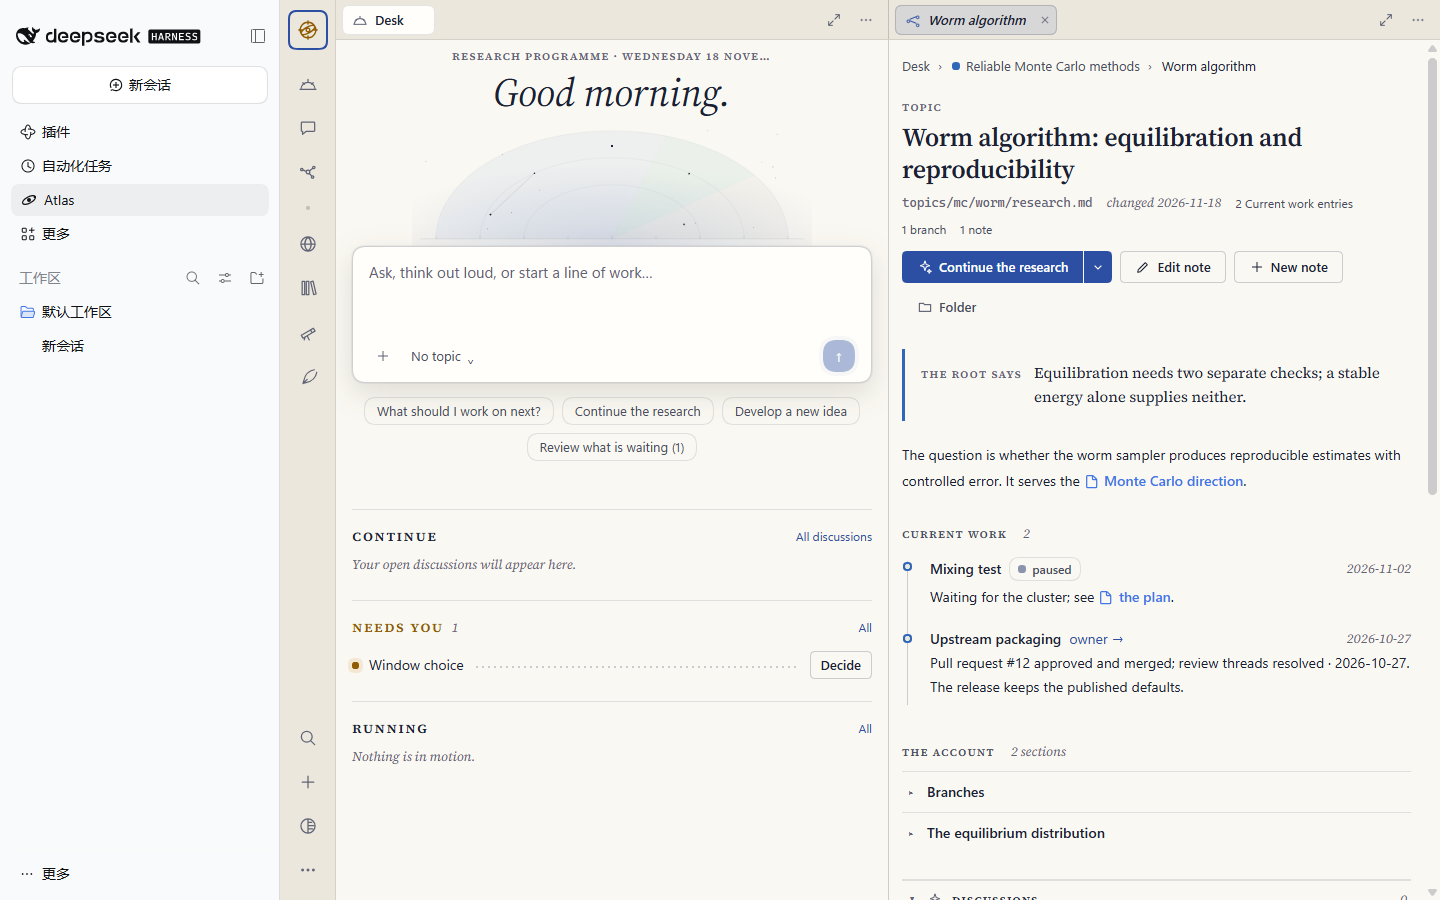 deepseek HARNESS
新会话
插件
自动化任务
Atlas
更多
工作区
默认工作区
新会话
更多
Desk
RESEARCH PROGRAMME · WEDNESDAY 18 NOVE…
Good morning.
Ask, think out loud, or start a line of work…
No topic
What should I work on next?
Continue the research
Develop a new idea
Review what is waiting (1)
CONTINUE
All discussions
Your open discussions will appear here.
NEEDS YOU 1
All
Window choice
Decide
RUNNING
All
Nothing is in motion.
Worm algorithm
Desk › Reliable Monte Carlo methods › Worm algorithm
TOPIC
Worm algorithm: equilibration and
reproducibility
topics/mc/worm/research.md changed 2026-11-18 2 Current work entries
1 branch 1 note
Continue the research
Edit note
New note
Folder
THE ROOT SAYS Equilibration needs two separate checks; a stable
energy alone supplies neither.
The question is whether the worm sampler produces reproducible estimates with
controlled error. It serves the Monte Carlo direction.
CURRENT WORK 2
Mixing test paused 2026-11-02
Waiting for the cluster; see the plan.
Upstream packaging owner → 2026-10-27
Pull request #12 approved and merged; review threads resolved · 2026-10-27.
The release keeps the published defaults.
THE ACCOUNT 2 sections
Branches
The equilibrium distribution
DISCUSSIONS 0